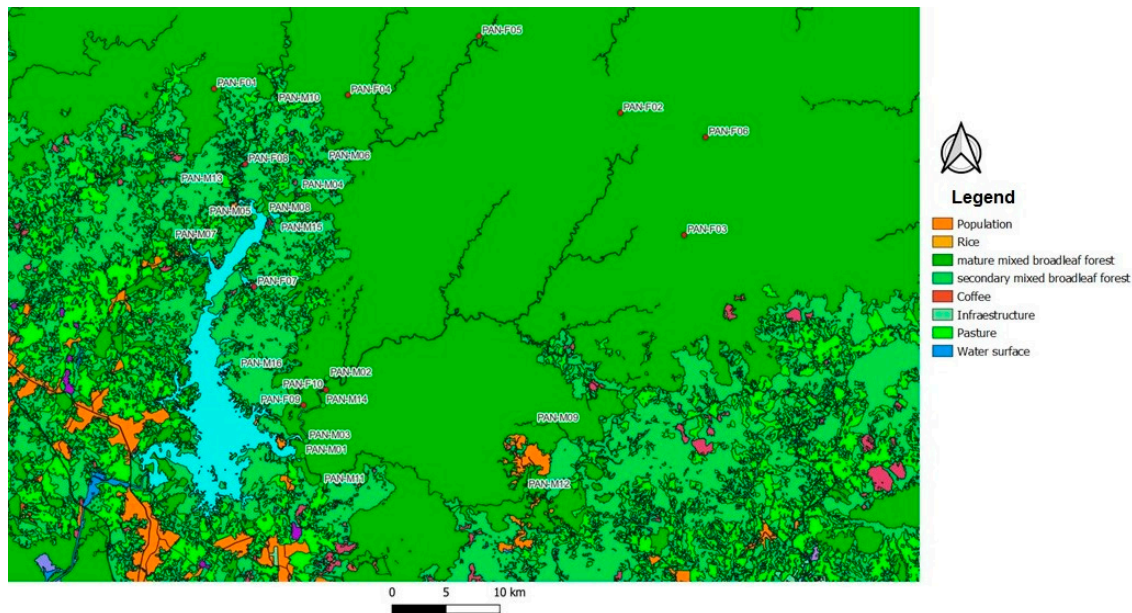 PAN-F05
PAN-F01
PAN-F04
PAN-M10
PAN-F02
PAN-F06
PAN-F08
PAN-M06
PAN-M13
PAN-M04
PAN-M05
PAN-M08
PAN-M07
PAN-M15
PAN-F03
PAN-F07
PAN-M16
PAN-M02
PAN-F10
PAN-F09
PAN-M14
PAN-M09
PAN-M03
PAN-M01
PAN-M11
PAN-M12
Legend
Population
Rice
mature mixed broadleaf forest
secondary mixed broadleaf forest
Coffee
Infraestructure
Pasture
Water surface
0 5 10 km